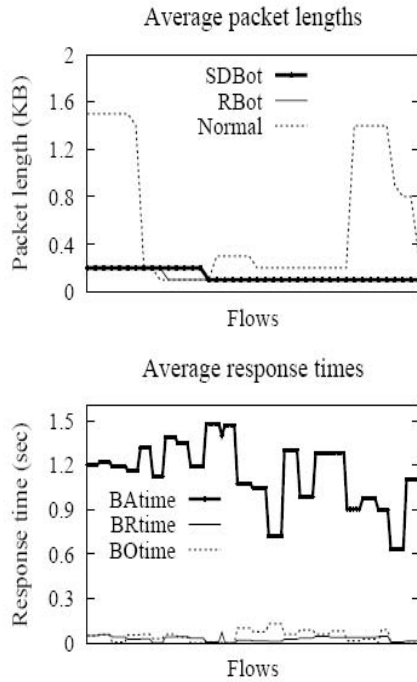 Average packet lengths
Packet length (KB)
2
1.6
1.2
0.8
0.4
0
SDBot
RBot
Normal
Flows
Average response times
Response time (sec)
1.5
1.2
0.9
0.6
0.3
0
BAtime
BRtime
BOtime
Flows